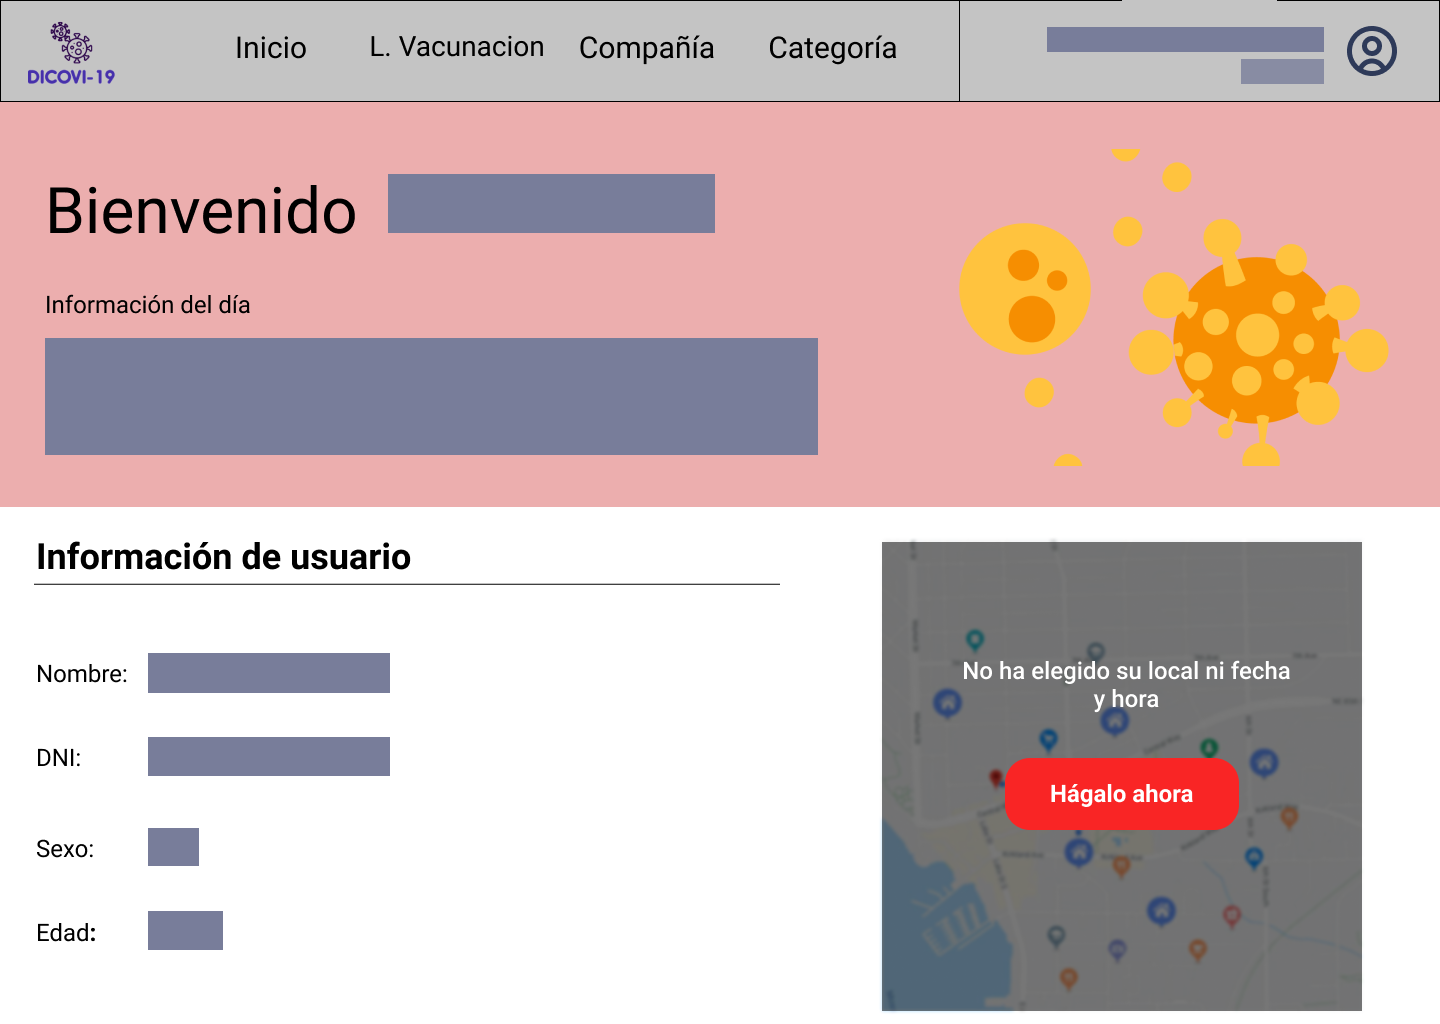 DICOVI-19
Inicio
L. Vacunacion
Compañía
Categoría
Bienvenido
Información del día
Información de usuario
Nombre:
DNI:
Sexo:
Edad:
No ha elegido su local ni fecha
y hora
Hágalo ahora